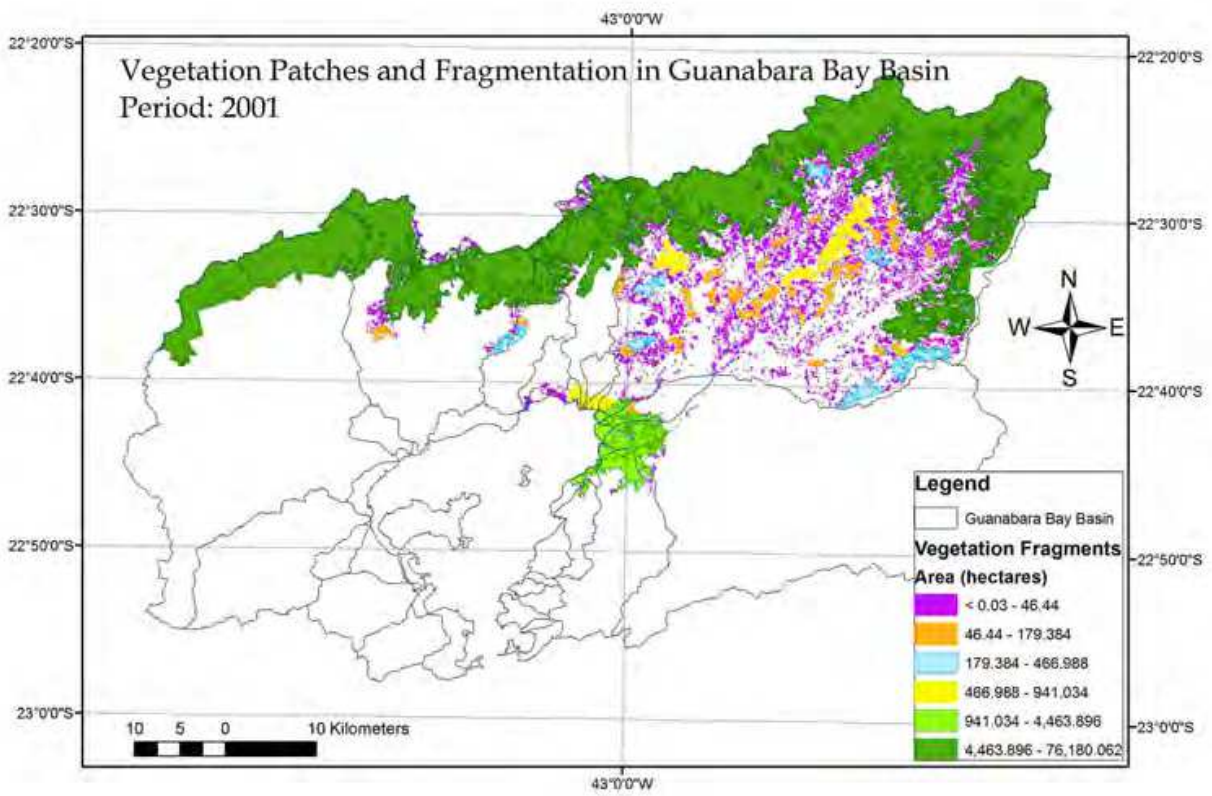 43°0'0"W
22°20'0"S
22°20'0"S
Vegetation Patches and Fragmentation in Guanabara Bay Basin
Period: 2001
22°30'0"S
22°30'0"S
N
W E
S
22°40'0"S
22°40'0"S
Legend
Guanabara Bay Basin
22°50'0"S
22°50'0"S
Vegetation Fragments
Area (hectares)
< 0.03 - 46.44
46.44 - 179.384
179.384 - 466.988
466.988 - 941,034
941,034 - 4,463.896
4,463.896 - 76,180.062
23°0'0"S
23°0'0"S
10 5 0 10 Kilometers
43°0'0"W